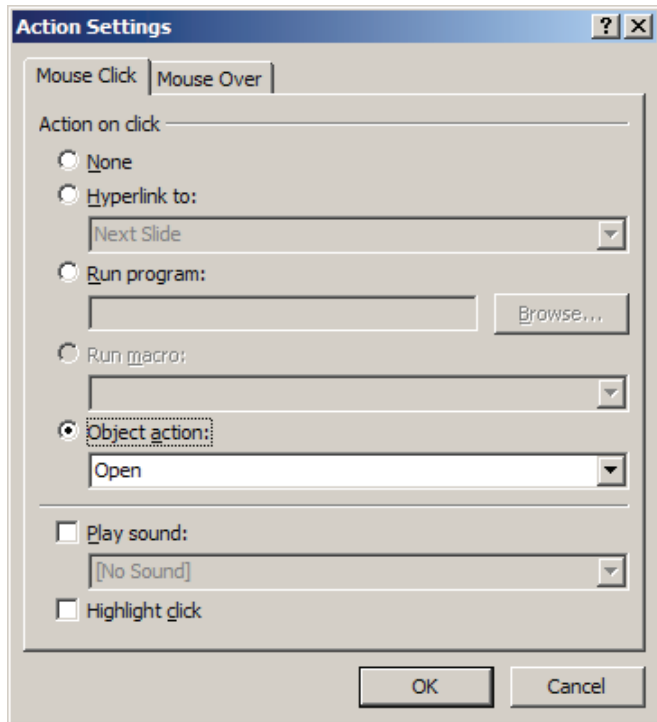 Action Settings
Mouse Click Mouse Over
Action on click
None
Hyperlink to:
Next Slide
Run program:
Browse...
Run macro:
Object action:
Open
Play sound:
[No Sound]
Highlight click
OK Cancel